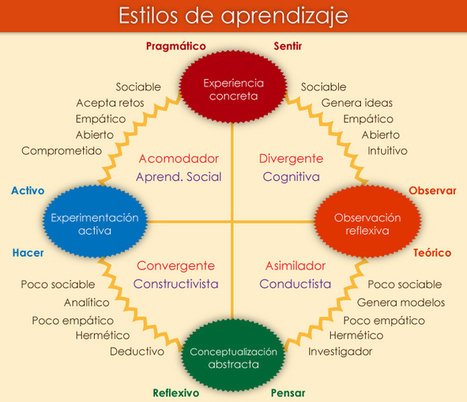 Estilos de aprendizaje
Pragmático
Sentir
Experiencia
concreta
Sociable
Acepta retos
Empático
Abierto
Comprometido
Sociable
Genera ideas
Empático
Abierto
Intuitivo
Acomodador
Aprend. Social
Divergente
Cognitiva
Activo
Observar
Experimentación
activa
Observación
reflexiva
Hacer
Teórico
Convergente
Constructivista
Asimilador
Conductista
Poco sociable
Analítico
Poco empático
Hermético
Deductivo
Poco sociable
Genera modelos
Poco empático
Hermético
Investigador
Conceptualización
abstracta
Reflexivo
Pensar